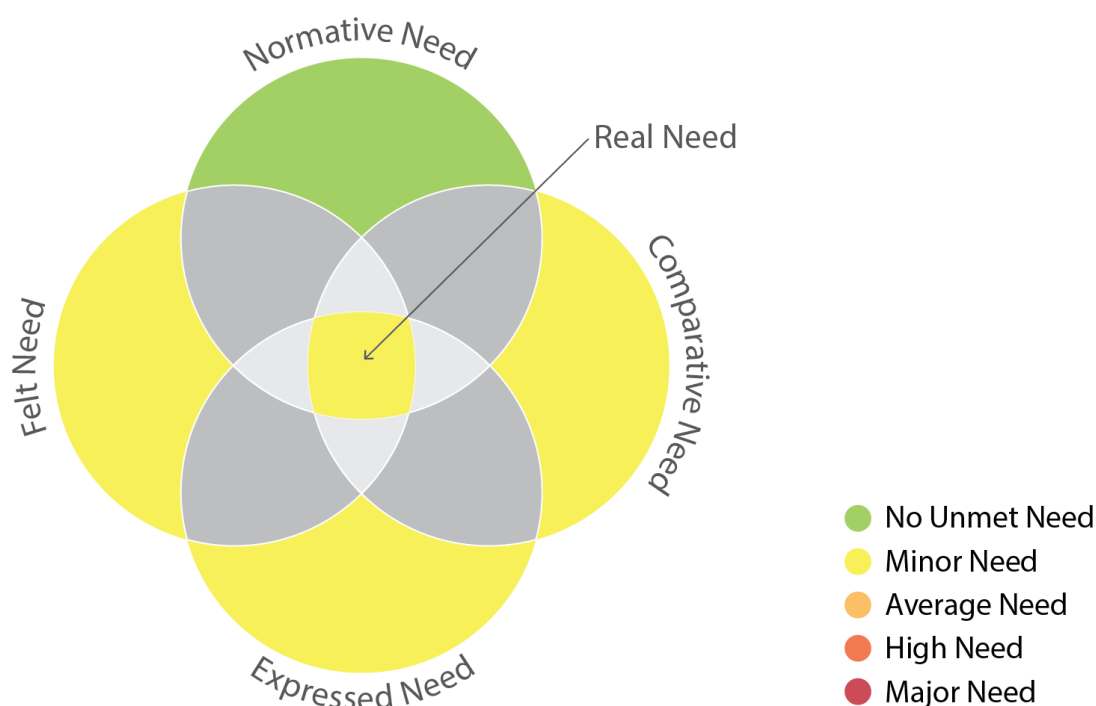 Normative Need
Real Need
Comparative Need
Felt Need
Expressed Need
No Unmet Need
Minor Need
Average Need
High Need
Major Need